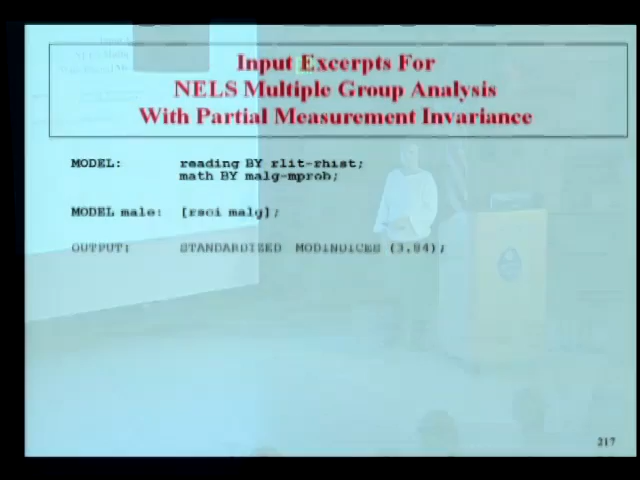 Input Excerpts For
NELS Multiple Group Analysis
With Partial Measurement Invariance
MODEL: reading BY rlit-rhist;
math BY malg-mprob;
MODEL male: [rsci malg];
OUTPUT: STANDARDIZED MODINDICES (3.84);
217